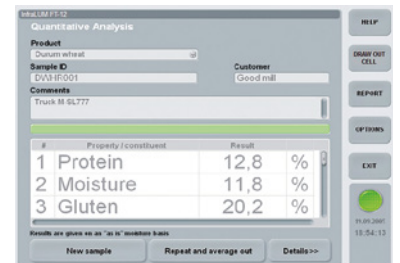 InfraLUM FT-12
Quantitative Analysis
Product
Durum wheat
Sample ID
Customer
DWHR001
Good mill
Comments
Truck M-SL777
# Property / constituent Result
1 Protein 12,8 %
2 Moisture 11,8 %
3 Gluten 20,2 %
Results are given on an "as is" moisture basis
New sample
Repeat and average out
Details>>
HELP
DRAW OUT
CELL
REPORT
OPTIONS
EXIT
18:54:13